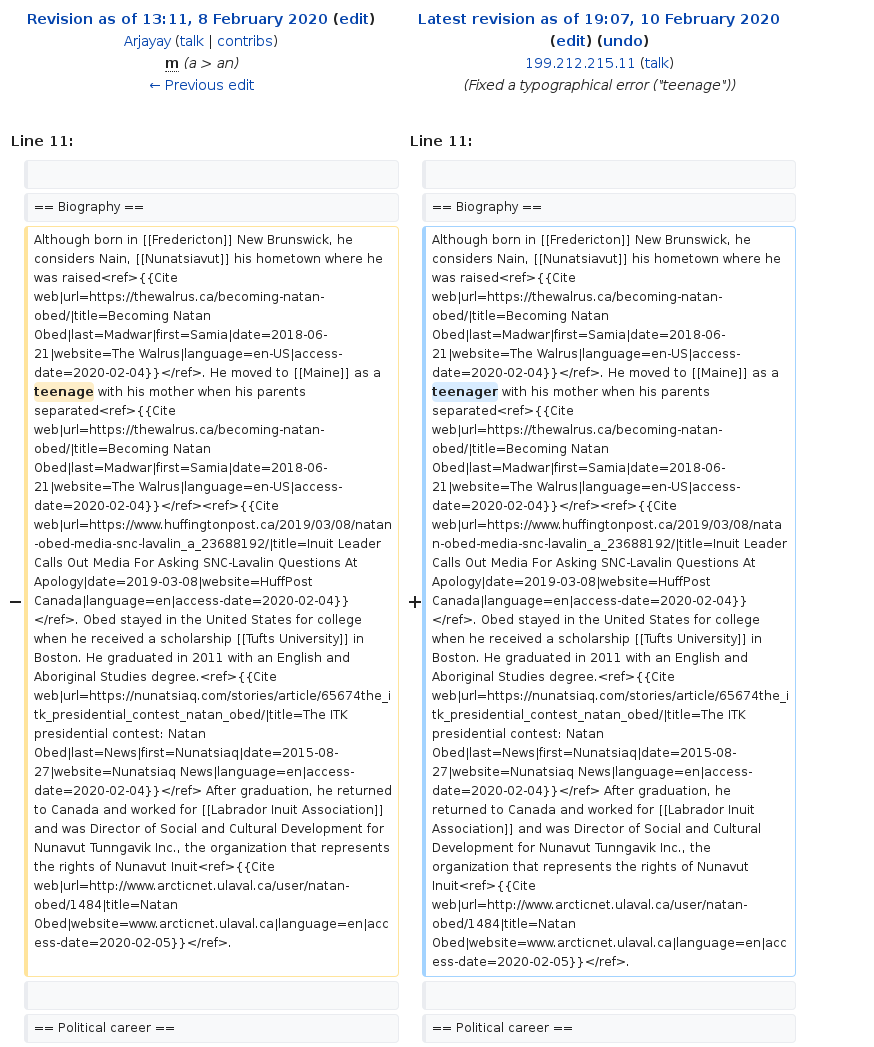 Revision as of 13:11, 8 February 2020 (edit)
Arjayay (talk | contribs)
m (a > an)
← Previous edit
Latest revision as of 19:07, 10 February 2020
(edit) (undo)
199.212.215.11 (talk)
(Fixed a typographical error ("teenage"))
Line 11:
Line 11:
== Biography ==
== Biography ==
−
Although born in [[Fredericton]] New Brunswick, he
considers Nain, [[Nunatsiavut]] his hometown where he
was raised<ref>{{Cite
web|url=https://thewalrus.ca/becoming-natan-
obed/|title=Becoming Natan
Obed|last=Madwar|first=Samia|date=2018-06-
21|website=The Walrus|language=en-US|access-
date=2020-02-04}}</ref>. He moved to [[Maine]] as a
teenage with his mother when his parents
separated<ref>{{Cite
web|url=https://thewalrus.ca/becoming-natan-
obed/|title=Becoming Natan
Obed|last=Madwar|first=Samia|date=2018-06-
21|website=The Walrus|language=en-US|access-
date=2020-02-04}}</ref><ref>{{Cite
web|url=https://www.huffingtonpost.ca/2019/03/08/natan
-obed-media-snc-lavalin_a_23688192/|title=Inuit Leader
Calls Out Media For Asking SNC-Lavalin Questions At
Apology|date=2019-03-08|website=HuffPost
Canada|language=en|access-date=2020-02-04}}
</ref>. Obed stayed in the United States for college
when he received a scholarship [[Tufts University]] in
Boston. He graduated in 2011 with an English and
Aboriginal Studies degree.<ref>{{Cite
web|url=https://nunatsiaq.com/stories/article/65674the_i
tk_presidential_contest_natan_obed/|title=The ITK
presidential contest: Natan
Obed|last=News|first=Nunatsiaq|date=2015-08-
27|website=Nunatsiaq News|language=en|access-
date=2020-02-04}}</ref> After graduation, he returned
to Canada and worked for [[Labrador Inuit Association]]
and was Director of Social and Cultural Development for
Nunavut Tunngavik Inc., the organization that represents
the rights of Nunavut Inuit<ref>{{Cite
web|url=http://www.arcticnet.ulaval.ca/user/natan-
obed/1484|title=Natan
Obed|website=www.arcticnet.ulaval.ca|language=en|acc
ess-date=2020-02-05}}</ref>.
+
Although born in [[Fredericton]] New Brunswick, he
considers Nain, [[Nunatsiavut]] his hometown where he
was raised<ref>{{Cite
web|url=https://thewalrus.ca/becoming-natan-
obed/|title=Becoming Natan
Obed|last=Madwar|first=Samia|date=2018-06-
21|website=The Walrus|language=en-US|access-
date=2020-02-04}}</ref>. He moved to [[Maine]] as a
teenager with his mother when his parents
separated<ref>{{Cite
web|url=https://thewalrus.ca/becoming-natan-
obed/|title=Becoming Natan
Obed|last=Madwar|first=Samia|date=2018-06-
21|website=The Walrus|language=en-US|access-
date=2020-02-04}}</ref><ref>{{Cite
web|url=https://www.huffingtonpost.ca/2019/03/08/nata
n-obed-media-snc-lavalin_a_23688192/|title=Inuit Leader
Calls Out Media For Asking SNC-Lavalin Questions At
Apology|date=2019-03-08|website=HuffPost
Canada|language=en|access-date=2020-02-04}}
</ref>. Obed stayed in the United States for college
when he received a scholarship [[Tufts University]] in
Boston. He graduated in 2011 with an English and
Aboriginal Studies degree.<ref>{{Cite
web|url=https://nunatsiaq.com/stories/article/65674the_i
tk_presidential_contest_natan_obed/|title=The ITK
presidential contest: Natan
Obed|last=News|first=Nunatsiaq|date=2015-08-
27|website=Nunatsiaq News|language=en|access-
date=2020-02-04}}</ref> After graduation, he
returned to Canada and worked for [[Labrador Inuit
Association]] and was Director of Social and Cultural
Development for Nunavut Tunngavik Inc., the
organization that represents the rights of Nunavut
Inuit<ref>{{Cite
web|url=http://www.arcticnet.ulaval.ca/user/natan-
obed/1484|title=Natan
Obed|website=www.arcticnet.ulaval.ca|language=en|acc
ess-date=2020-02-05}}</ref>.
== Political career ==
== Political career ==